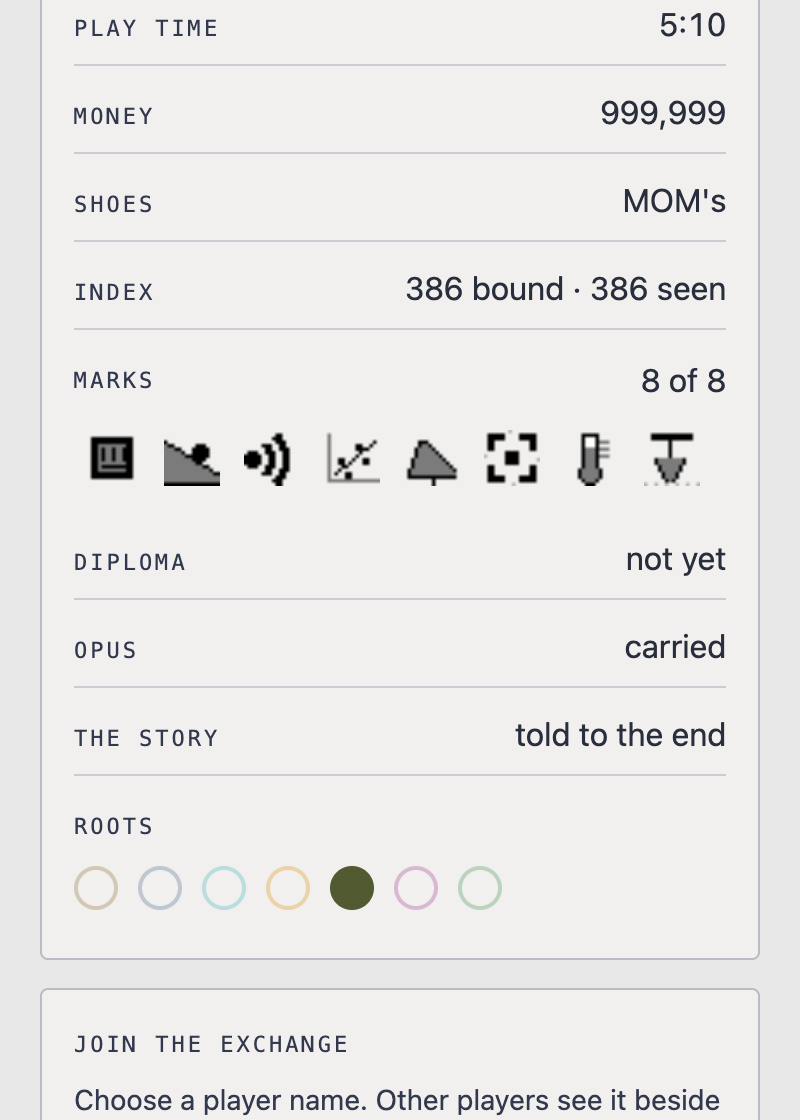 PLAY TIME 5:10
MONEY 999,999
SHOES MOM's
INDEX 386 bound · 386 seen
MARKS 8 of 8
DIPLOMA not yet
OPUS carried
THE STORY told to the end
ROOTS
JOIN THE EXCHANGE
Choose a player name. Other players see it beside